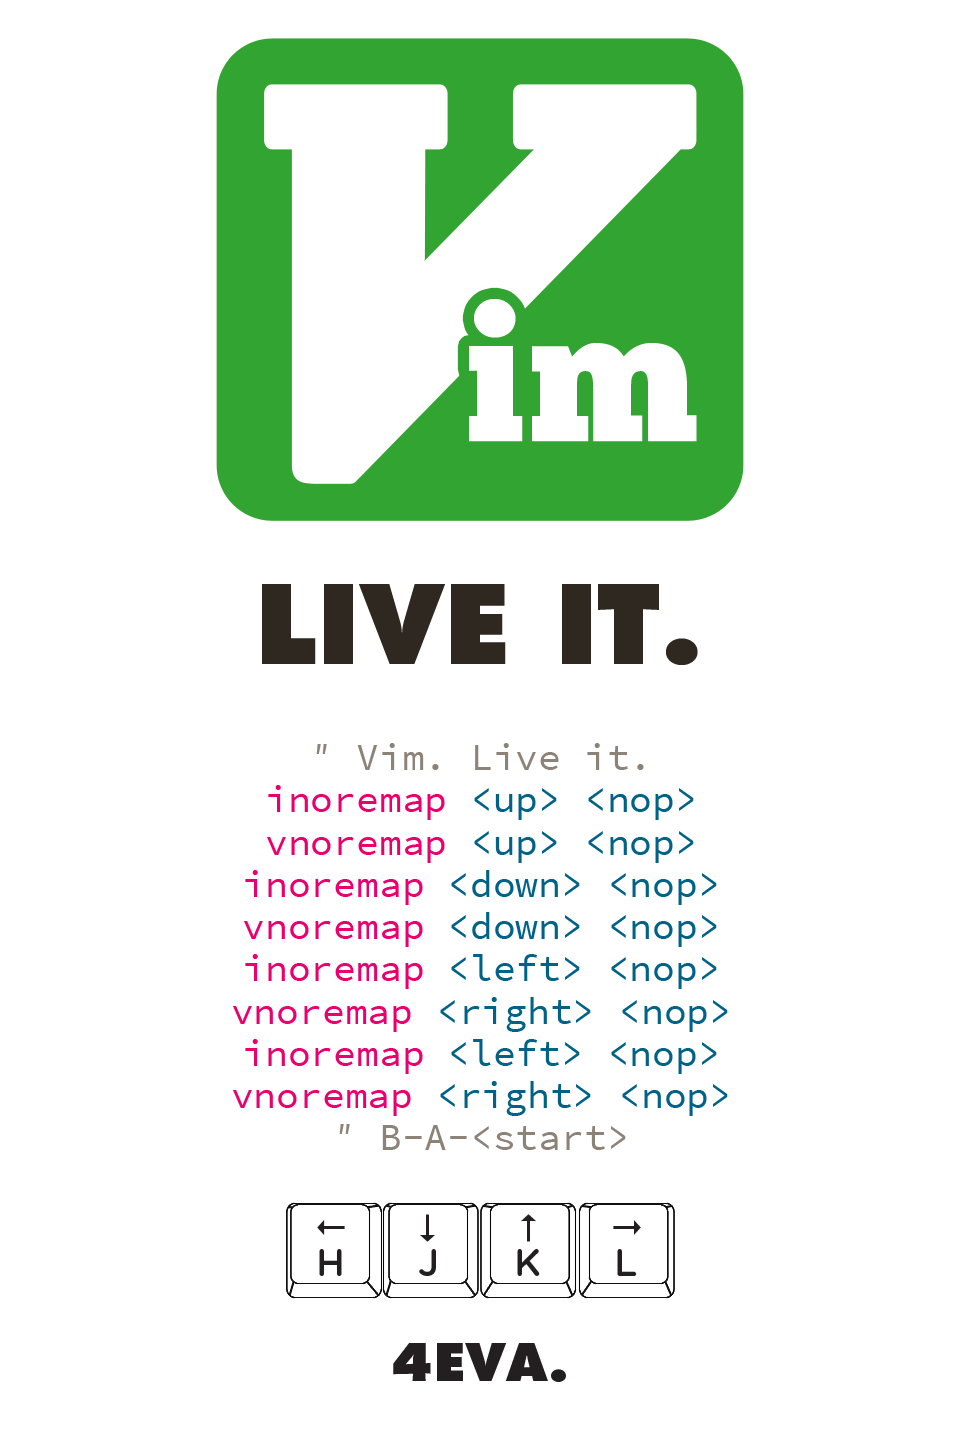 Vim
LIVE IT.
" Vim. Live it.
inoremap <up> <nop>
vnoremap <up> <nop>
inoremap <down> <nop>
vnoremap <down> <nop>
inoremap <left> <nop>
vnoremap <right> <nop>
inoremap <left> <nop>
vnoremap <right> <nop>
" B-A-<start>
← ↓ ↑ →
H J K L
4EVA.